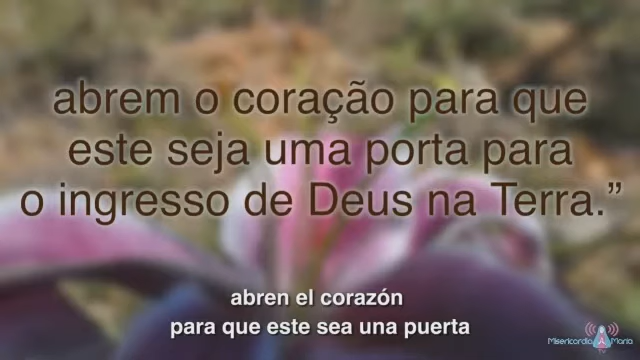 abrem o coração para que
este seja uma porta para
o ingresso de Deus na Terra.”
abren el corazón
para que este sea una puerta
Misericordia Maria